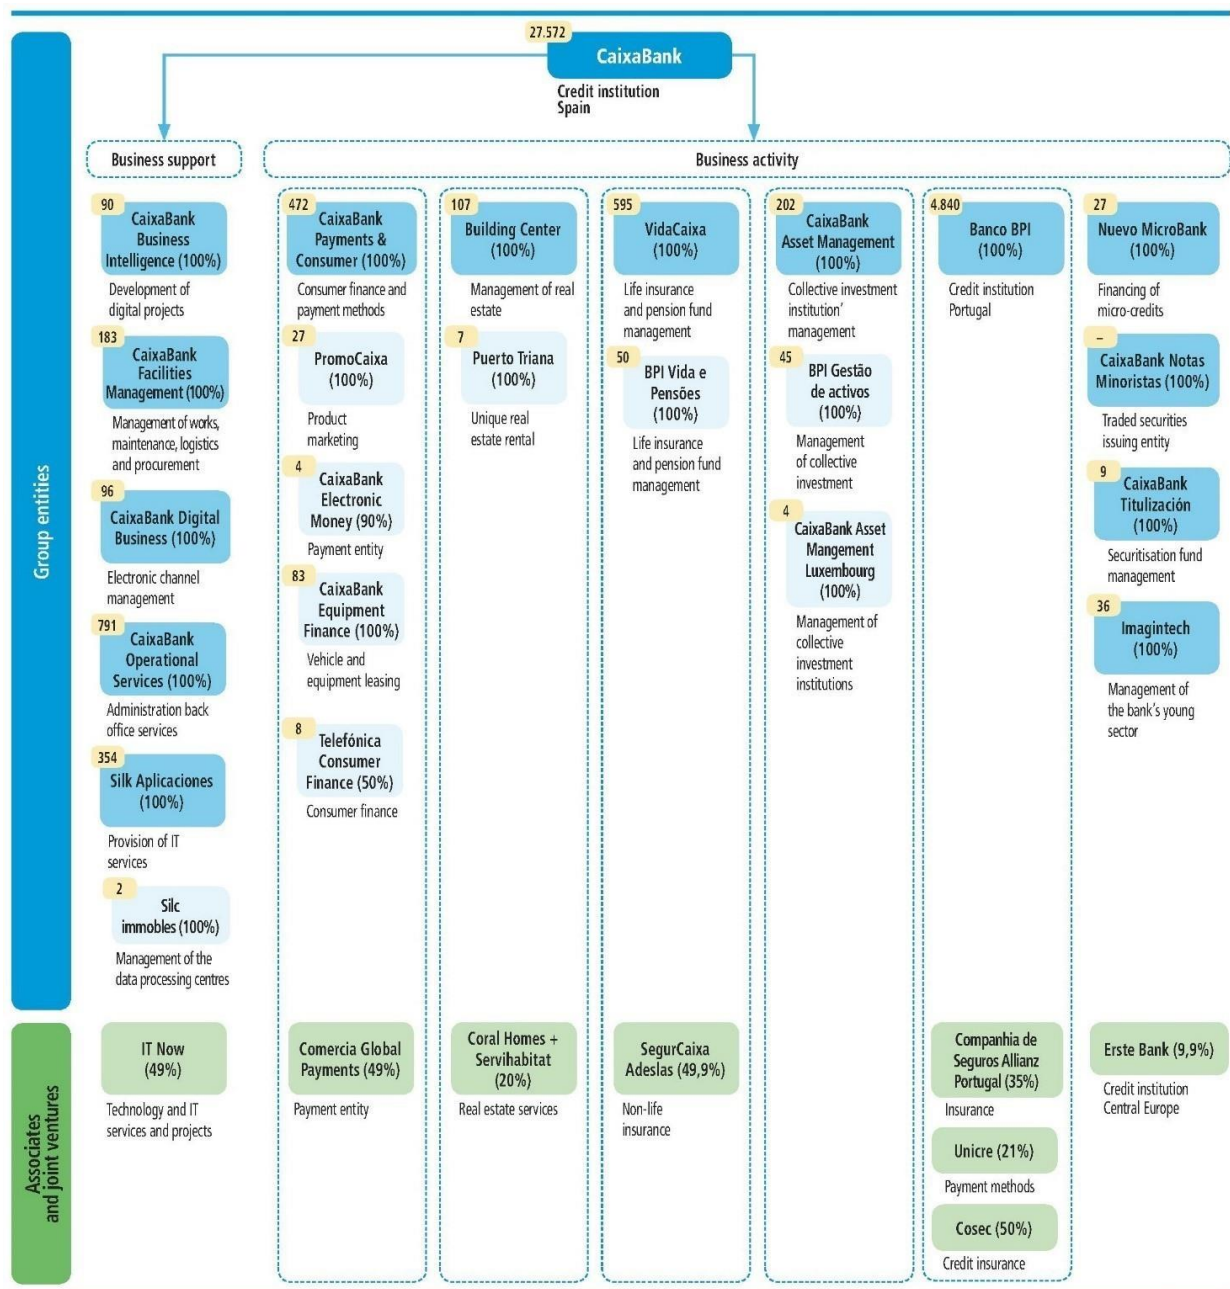 27.572
CaixaBank
Credit institution
Spain
Business support
Business activity
Group entities
90
CaixaBank
Business
Intelligence (100%)
Development of
digital projects
183
CaixaBank
Facilities
Management (100%)
Management of works,
maintenance, logistics
and procurement
96
CaixaBank Digital
Business (100%)
Electronic channel
management
791
CaixaBank
Operational
Services (100%)
Administration back
office services
354
Silk Aplicaciones
(100%)
Provision of IT
services
2
Silc
immobles (100%)
Management of the
data processing centres
472
CaixaBank
Payments &
Consumer (100%)
Consumer finance and
payment methods
27
PromoCaixa
(100%)
Product
marketing
4
CaixaBank
Electronic
Money (90%)
Payment entity
83
CaixaBank
Equipment
Finance (100%)
Vehicle and
equipment leasing
8
Telefónica
Consumer
Finance (50%)
Consumer finance
107
Building Center
(100%)
Management of real
estate
7
Puerto Triana
(100%)
Unique real
estate rental
595
VidaCaixa
(100%)
Life insurance
and pension fund
management
50
BPI Vida e
Pensões
(100%)
Life insurance
and pension fund
management
202
CaixaBank
Asset Management
(100%)
Collective investment
institution’
management
45
BPI Gestão
de activos
(100%)
Management
of collective
investment
4
CaixaBank Asset
Mangement
Luxembourg
(100%)
Management of
collective
investment
institutions
4.840
Banco BPI
(100%)
Credit institution
Portugal
27
Nuevo MicroBank
(100%)
Financing of
micro-credits
–
CaixaBank Notas
Minoristas (100%)
Traded securities
issuing entity
9
CaixaBank
Titulización
(100%)
Securitisation fund
management
36
Imagintech
(100%)
Management of
the bank’s young
sector
Associates
and joint ventures
IT Now
(49%)
Technology and IT
services and projects
Comercia Global
Payments (49%)
Payment entity
Coral Homes +
Servihabitat
(20%)
Real estate services
SegurCaixa
Adeslas (49,9%)
Non-life
insurance
Companhia de
Seguros Allianz
Portugal (35%)
Insurance
Unicre (21%)
Payment methods
Cosec (50%)
Credit insurance
Erste Bank (9,9%)
Credit institution
Central Europe